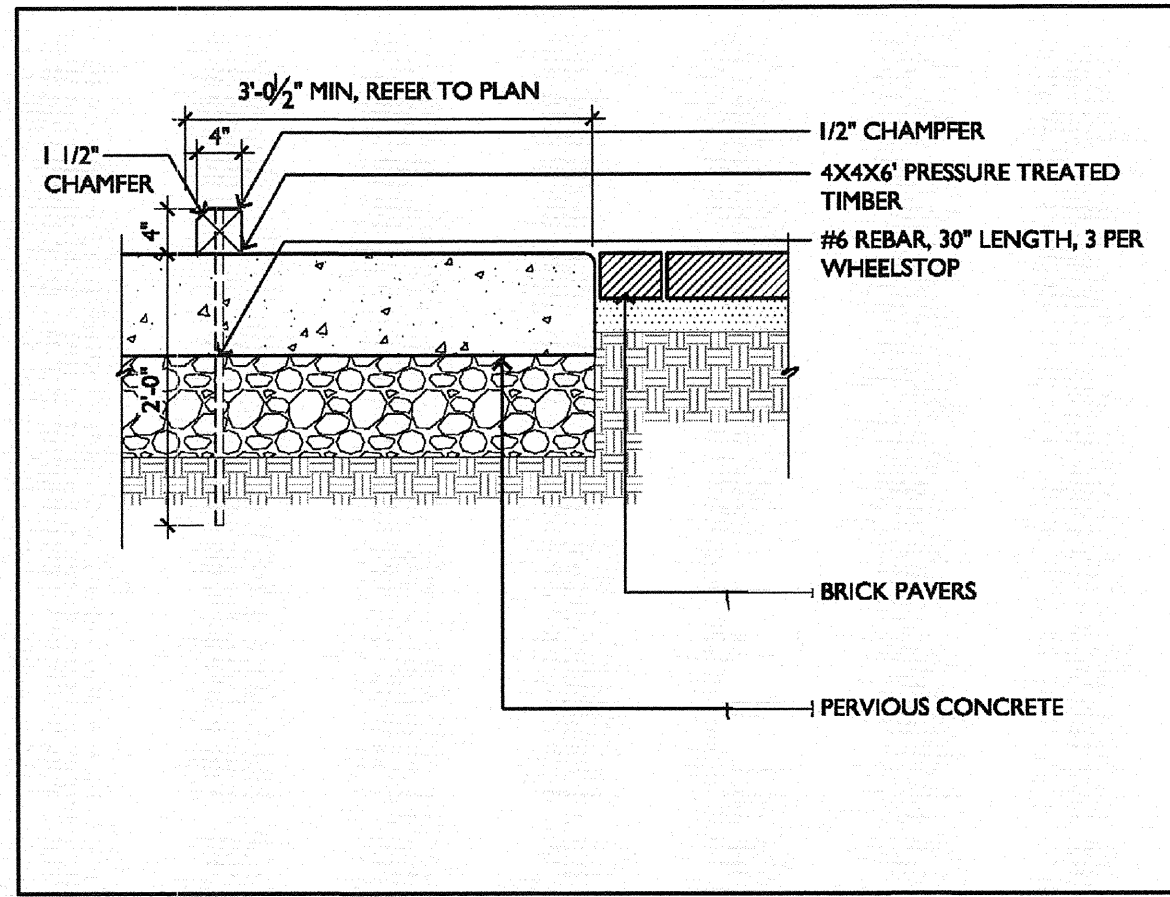 3'-0½" MIN, REFER TO PLAN
4"
1/2" CHAMPFER
1 1/2"
CHAMFER
4X4X6' PRESSURE TREATED
TIMBER
4"
#6 REBAR, 30" LENGTH, 3 PER
WHEELSTOP
2'-0"
BRICK PAVERS
PERVIOUS CONCRETE